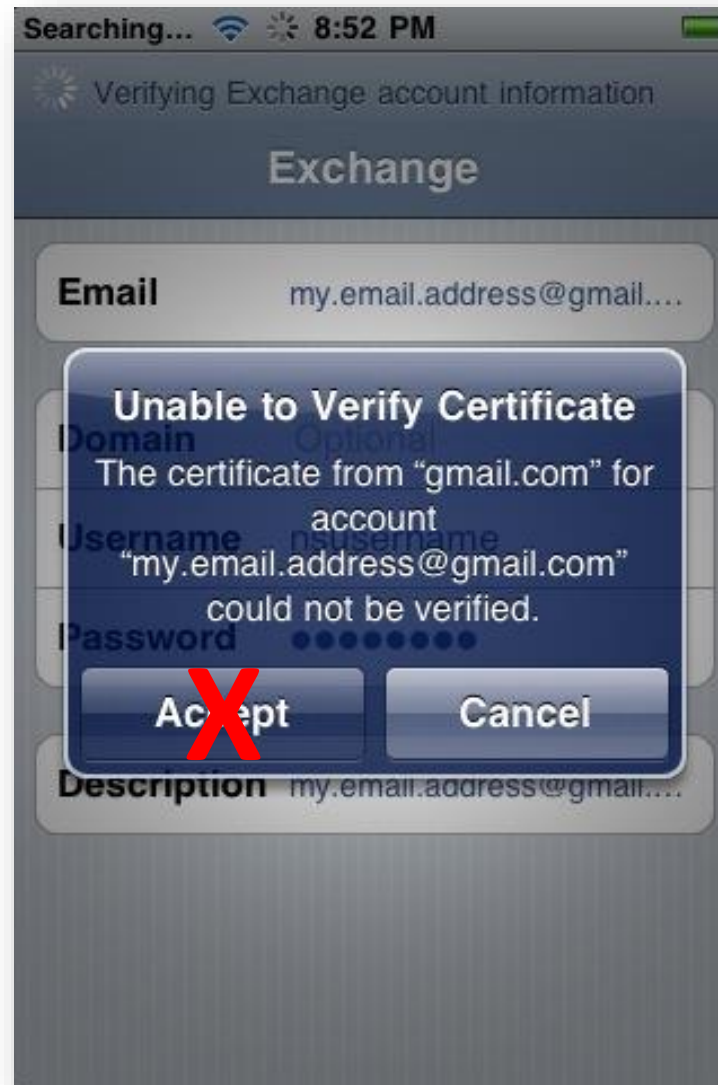 Searching... 8:52 PM
Verifying Exchange account information
Exchange
Email my.email.address@gmail....
Unable to Verify Certificate
The certificate from “gmail.com” for
account
“my.email.address@gmail.com”
could not be verified.
Domain Optional
Username nsusername
Password ●●●●●●●●
Accept Cancel
X
Description my.email.address@gmail....